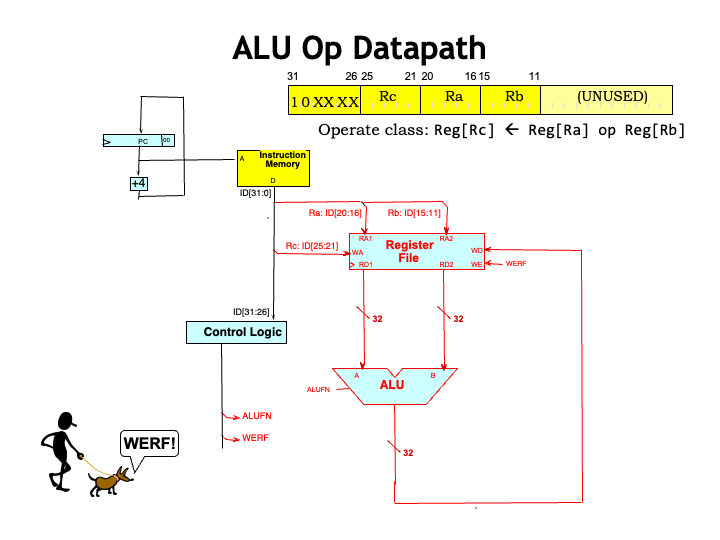 ALU Op Datapath
31 26 25 21 20 16 15 11
1 0 XX XX Rc Ra Rb (UNUSED)
Operate class: Reg[Rc] ← Reg[Ra] op Reg[Rb]
PC 00
+4
A Instruction
Memory
D
ID[31:0]
Ra: ID[20:16] Rb: ID[15:11]
Rc: ID[25:21]
RA1 RA2
WA Register WD
File
RD1 RD2 WE WERF
ID[31:26]
Control Logic
32 32
A B
ALU
ALUFN
ALUFN
WERF
32
WERF!